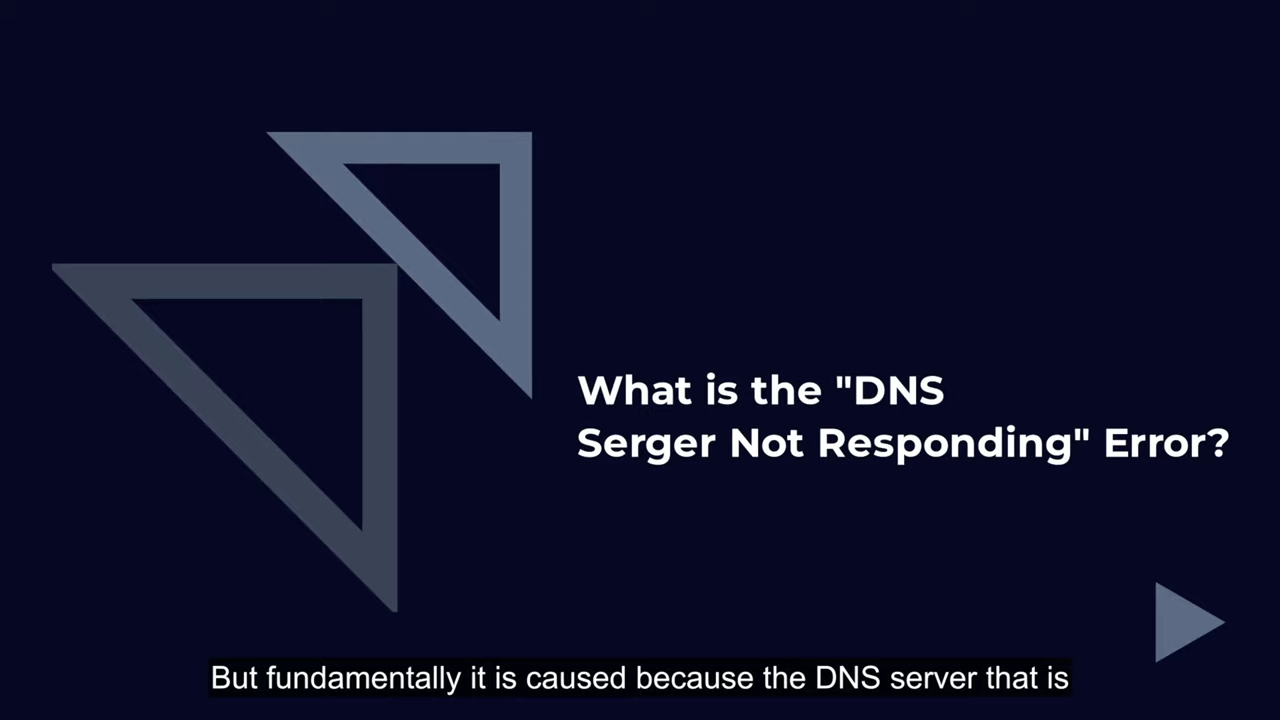 What is the "DNS
Serger Not Responding" Error?
But fundamentally it is caused because the DNS server that is